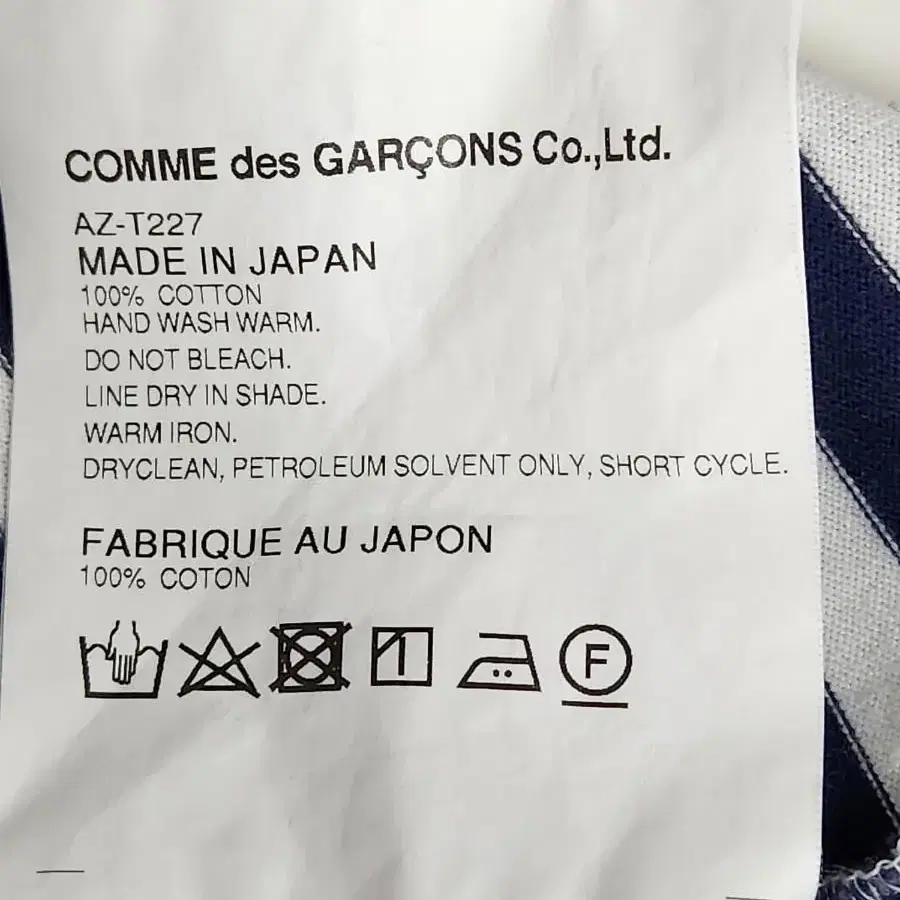 COMME des GARÇONS Co.,Ltd.
AZ-T227
MADE IN JAPAN
100% COTTON
HAND WASH WARM.
DO NOT BLEACH.
LINE DRY IN SHADE.
WARM IRON.
DRYCLEAN, PETROLEUM SOLVENT ONLY, SHORT CYCLE.
FABRIQUE AU JAPON
100% COTON
F